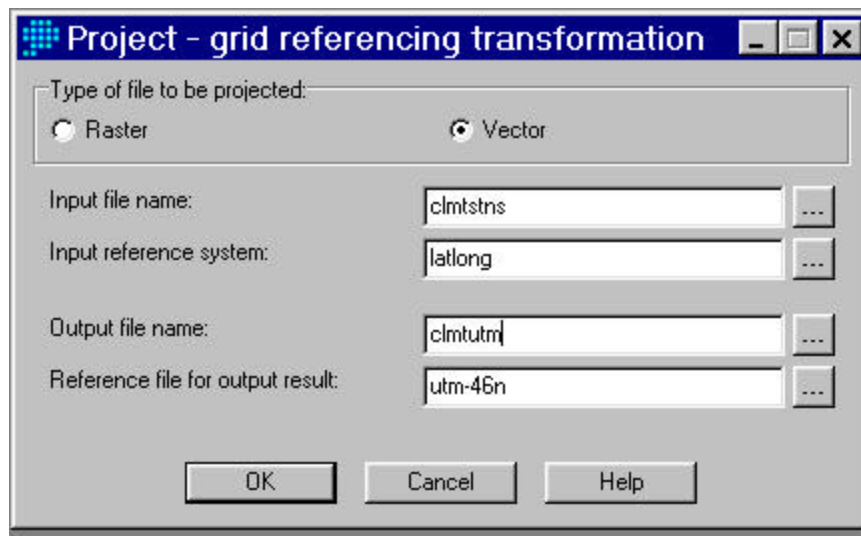 Project - grid referencing transformation
Type of file to be projected:
Raster Vector
Input file name: clmtstns ...
Input reference system: latlong ...
Output file name: clmtutm ...
Reference file for output result: utm-46n ...
OK Cancel Help